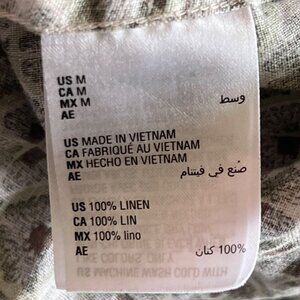 US M
CA M
MX M
AE وسط
US MADE IN VIETNAM
CA FABRIQUÉ AU VIETNAM
MX HECHO EN VIETNAM
AE صنع في فيتنام
US 100% LINEN
CA 100% LIN
MX 100% lino
AE 100% كتان